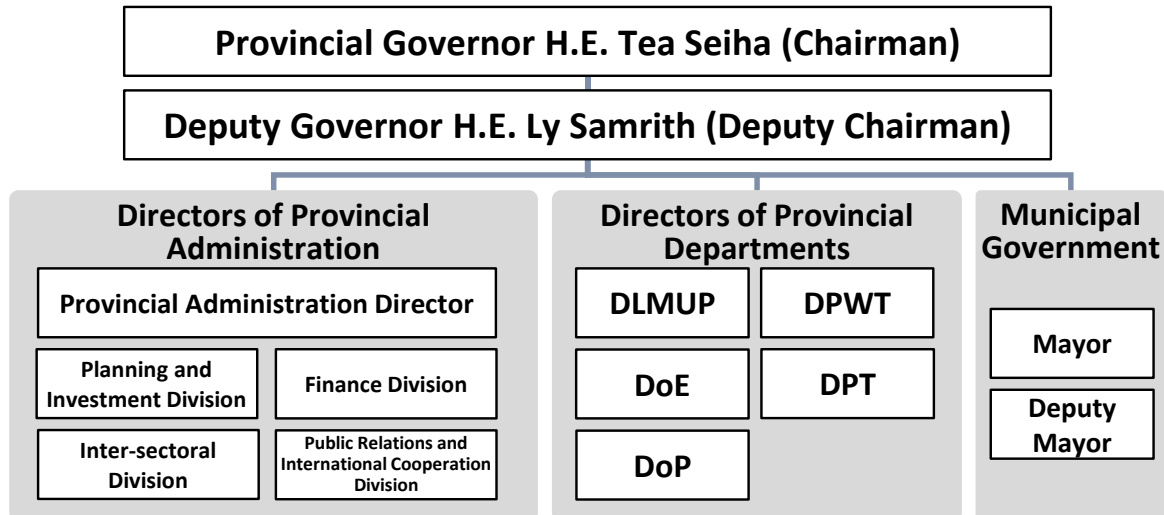 Provincial Governor H.E. Tea Seiha (Chairman)
Deputy Governor H.E. Ly Samrith (Deputy Chairman)
Directors of Provincial
Administration
Provincial Administration Director
Planning and
Investment Division
Finance Division
Inter-sectoral
Division
Public Relations and
International Cooperation
Division
Directors of Provincial
Departments
DLMUP
DPWT
DoE
DPT
DoP
Municipal
Government
Mayor
Deputy
Mayor